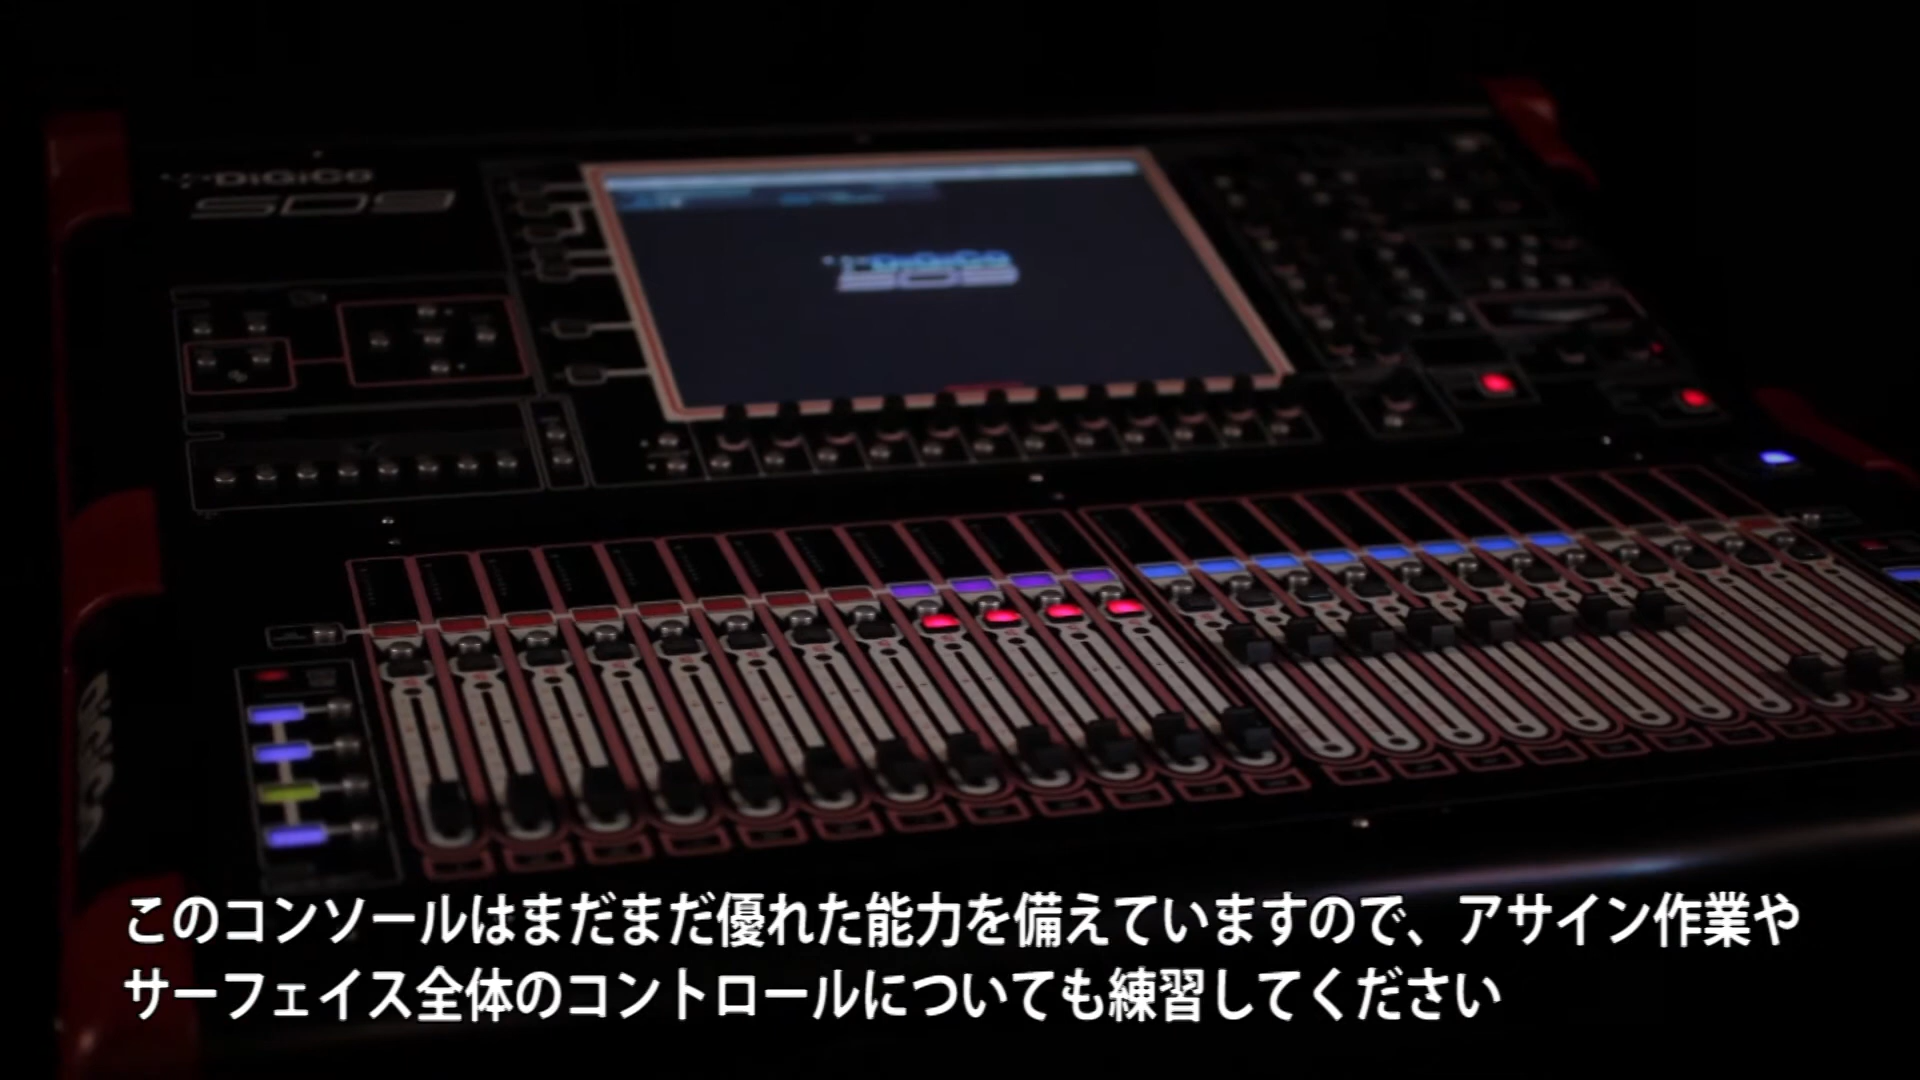 DiGiCo
SD9
DiGiCo
SD9
DiGiCo
このコンソールはまだまだ優れた能力を備えていますので、アサイン作業や
サーフェイス全体のコントロールについても練習してください